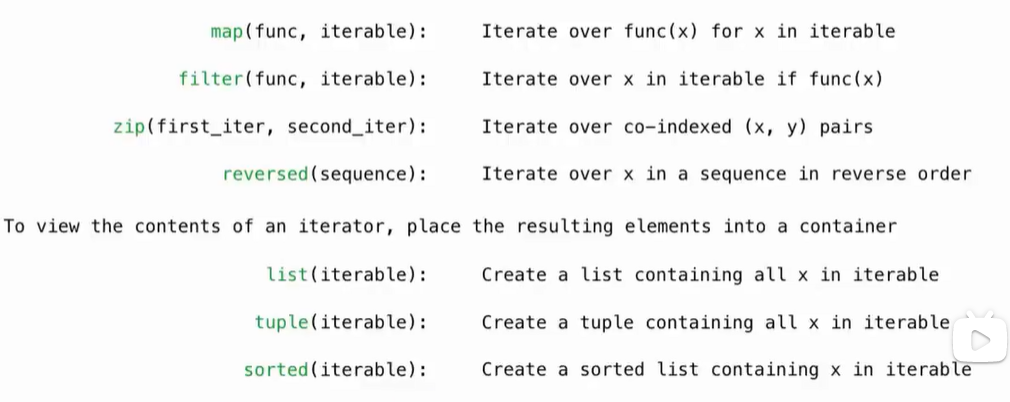 map(func, iterable): Iterate over func(x) for x in iterable
filter(func, iterable): Iterate over x in iterable if func(x)
zip(first_iter, second_iter): Iterate over co-indexed (x, y) pairs
reversed(sequence): Iterate over x in a sequence in reverse order
To view the contents of an iterator, place the resulting elements into a container
list(iterable): Create a list containing all x in iterable
tuple(iterable): Create a tuple containing all x in iterable
sorted(iterable): Create a sorted list containing x in iterable